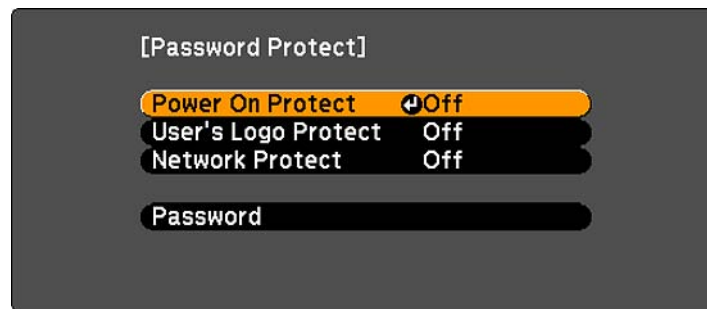 [Password Protect]
Power On Protect Off
User's Logo Protect Off
Network Protect Off
Password